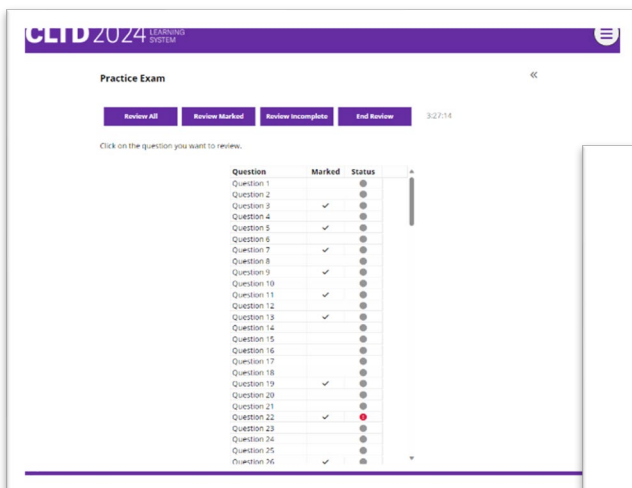 CLTD 2024 LEARNING
SYSTEM
Practice Exam
«
Review All Review Marked Review Incomplete End Review 3:27:14
Click on the question you want to review.
Question Marked Status
Question 1
Question 2
Question 3 ✓
Question 4
Question 5 ✓
Question 6
Question 7 ✓
Question 8
Question 9 ✓
Question 10
Question 11 ✓
Question 12
Question 13 ✓
Question 14
Question 15
Question 16
Question 17
Question 18
Question 19 ✓
Question 20
Question 21
Question 22 ✓
Question 23
Question 24
Question 25
Question 26 ✓